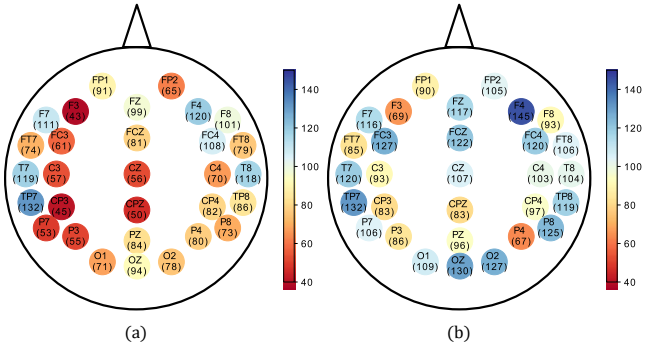 FP1
(91)
FP2
(65)
F7
(111)
F3
(43)
FZ
(99)
F4
(120)
F8
(101)
FT7
(74)
FC3
(61)
FCZ
(81)
FC4
(108)
FT8
(79)
T7
(119)
C3
(57)
CZ
(56)
C4
(70)
T8
(118)
TP7
(132)
CP3
(45)
CPZ
(50)
CP4
(82)
TP8
(86)
P7
(53)
P3
(55)
PZ
(84)
P4
(80)
P8
(73)
O1
(71)
OZ
(94)
O2
(78)
140
120
100
80
60
40
(a)
FP1
(90)
FP2
(105)
F7
(116)
F3
(69)
FZ
(117)
F4
(145)
F8
(93)
FT7
(85)
FC3
(127)
FCZ
(122)
FC4
(120)
FT8
(106)
T7
(120)
C3
(93)
CZ
(107)
C4
(103)
T8
(104)
TP7
(132)
CP3
(83)
CPZ
(83)
CP4
(97)
TP8
(119)
P7
(106)
P3
(86)
PZ
(96)
P4
(67)
P8
(125)
O1
(109)
OZ
(130)
O2
(127)
140
120
100
80
60
40
(b)